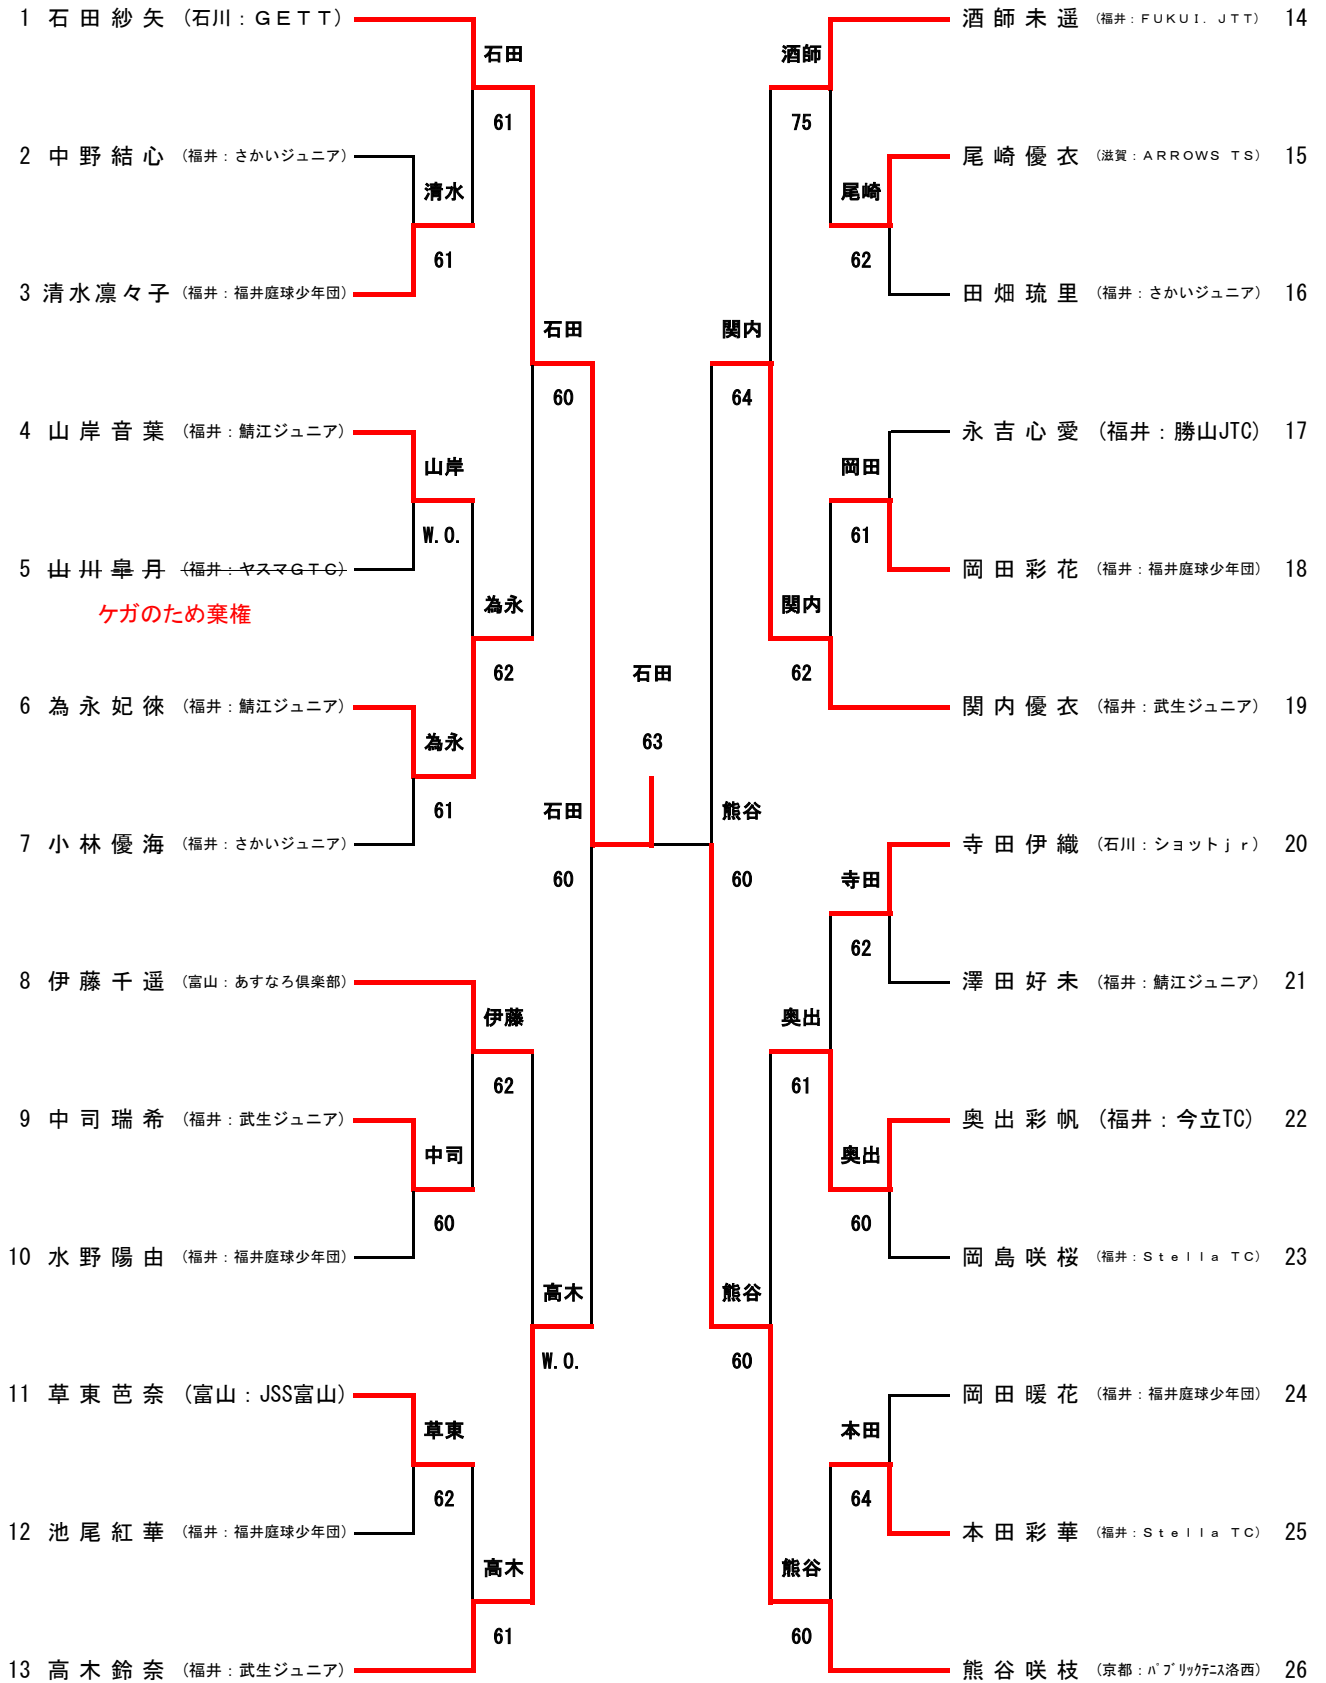 1 石田紗矢 (石川：ＧＥＴＴ)
石田
61
2 中野結心 (福井：さかいジュニア)
清水
61
3 清水凛々子 (福井：福井庭球少年団)
石田
60
4 山岸音葉 (福井：鯖江ジュニア)
山岸
W.O.
5 山川皐月 (福井：ヤスマＧＴＣ)
ケガのため棄権
為永
62
6 為永妃徠 (福井：鯖江ジュニア)
為永
61
7 小林優海 (福井：さかいジュニア)
石田
60
8 伊藤千遥 (富山：あすなろ倶楽部)
伊藤
62
9 中司瑞希 (福井：武生ジュニア)
中司
60
10 水野陽由 (福井：福井庭球少年団)
高木
W.O.
11 草東芭奈 (富山：JSS富山)
草東
62
12 池尾紅華 (福井：福井庭球少年団)
高木
61
13 高木鈴奈 (福井：武生ジュニア)
石田
63
酒師未遥 (福井：FUKUI．JTT) 14
酒師
75
尾崎優衣 (滋賀：ARROWS TS) 15
尾崎
62
田畑琉里 (福井：さかいジュニア) 16
関内
64
永吉心愛 (福井：勝山JTC) 17
岡田
61
岡田彩花 (福井：福井庭球少年団) 18
関内
62
関内優衣 (福井：武生ジュニア) 19
熊谷
60
寺田伊織 (石川：ショットｊｒ) 20
寺田
62
澤田好未 (福井：鯖江ジュニア) 21
奥出
61
奥出彩帆 (福井：今立TC) 22
奥出
60
岡島咲桜 (福井：Ｓｔｅｌｌａ TC) 23
熊谷
60
岡田暖花 (福井：福井庭球少年団) 24
本田
64
本田彩華 (福井：Ｓｔｅｌｌａ TC) 25
熊谷
60
熊谷咲枝 (京都：ﾊﾟﾌﾞﾘｯｸﾃﾆｽ洛西) 26